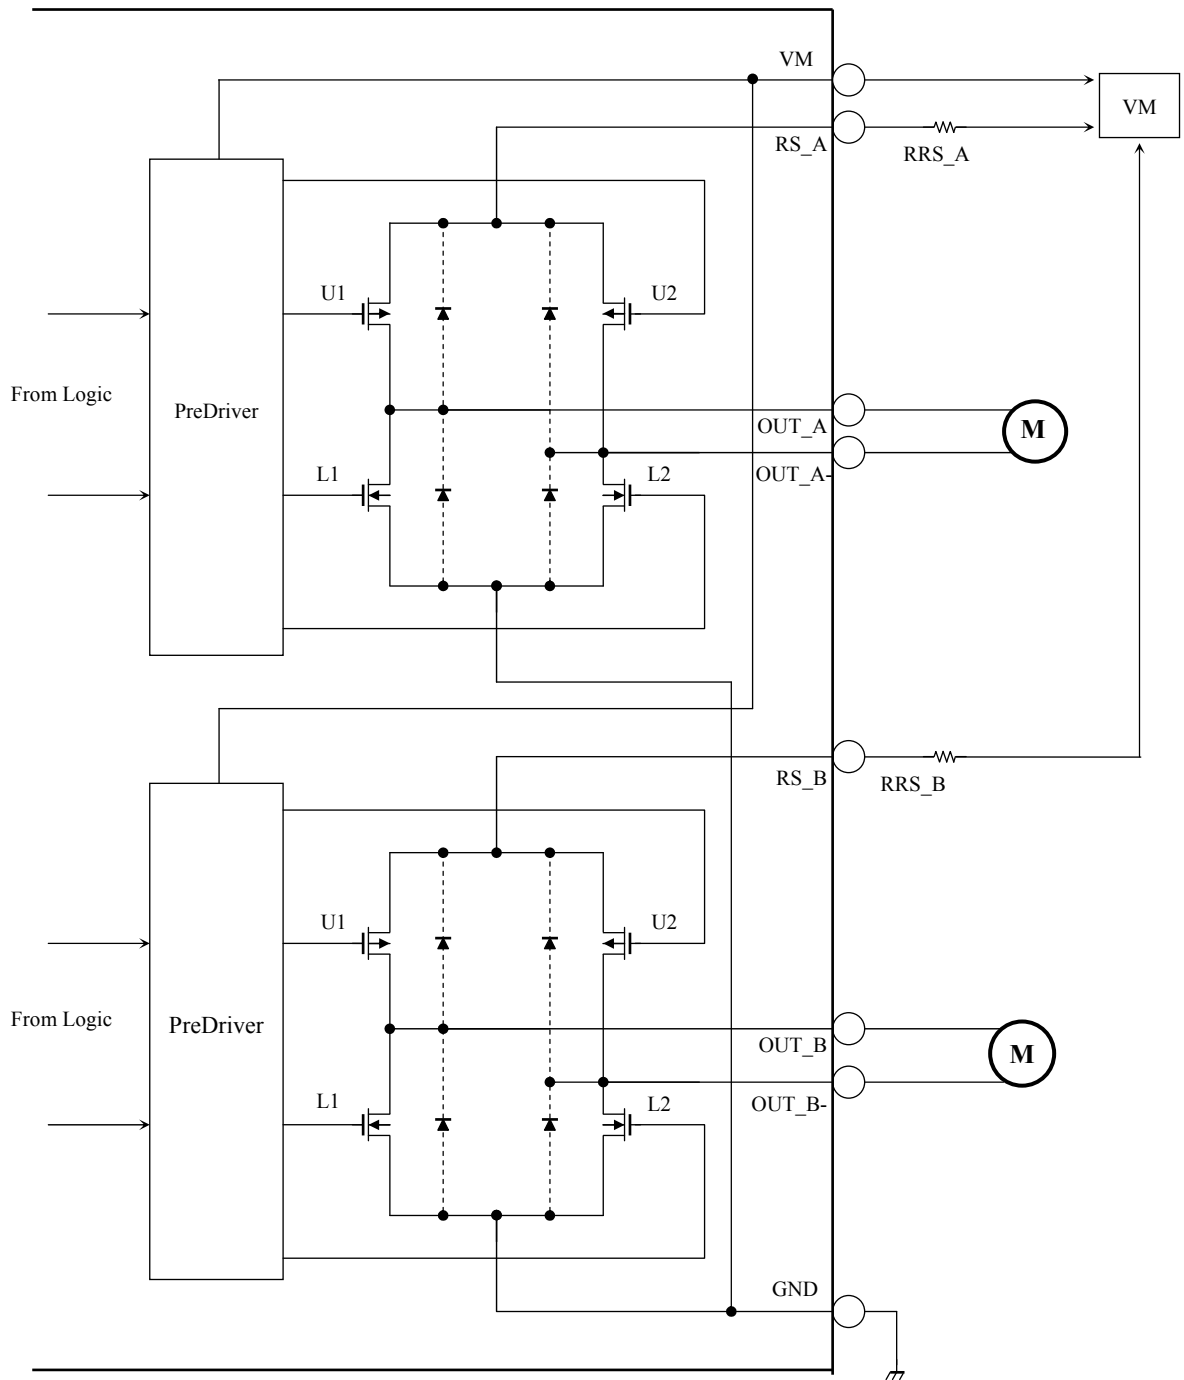 VM
VM
RS_A
RRS_A
U1
U2
From Logic
PreDriver
OUT_A
M
L1
L2
OUT_A-
RS_B
RRS_B
U1
U2
From Logic
PreDriver
OUT_B
M
L1
L2
OUT_B-
GND